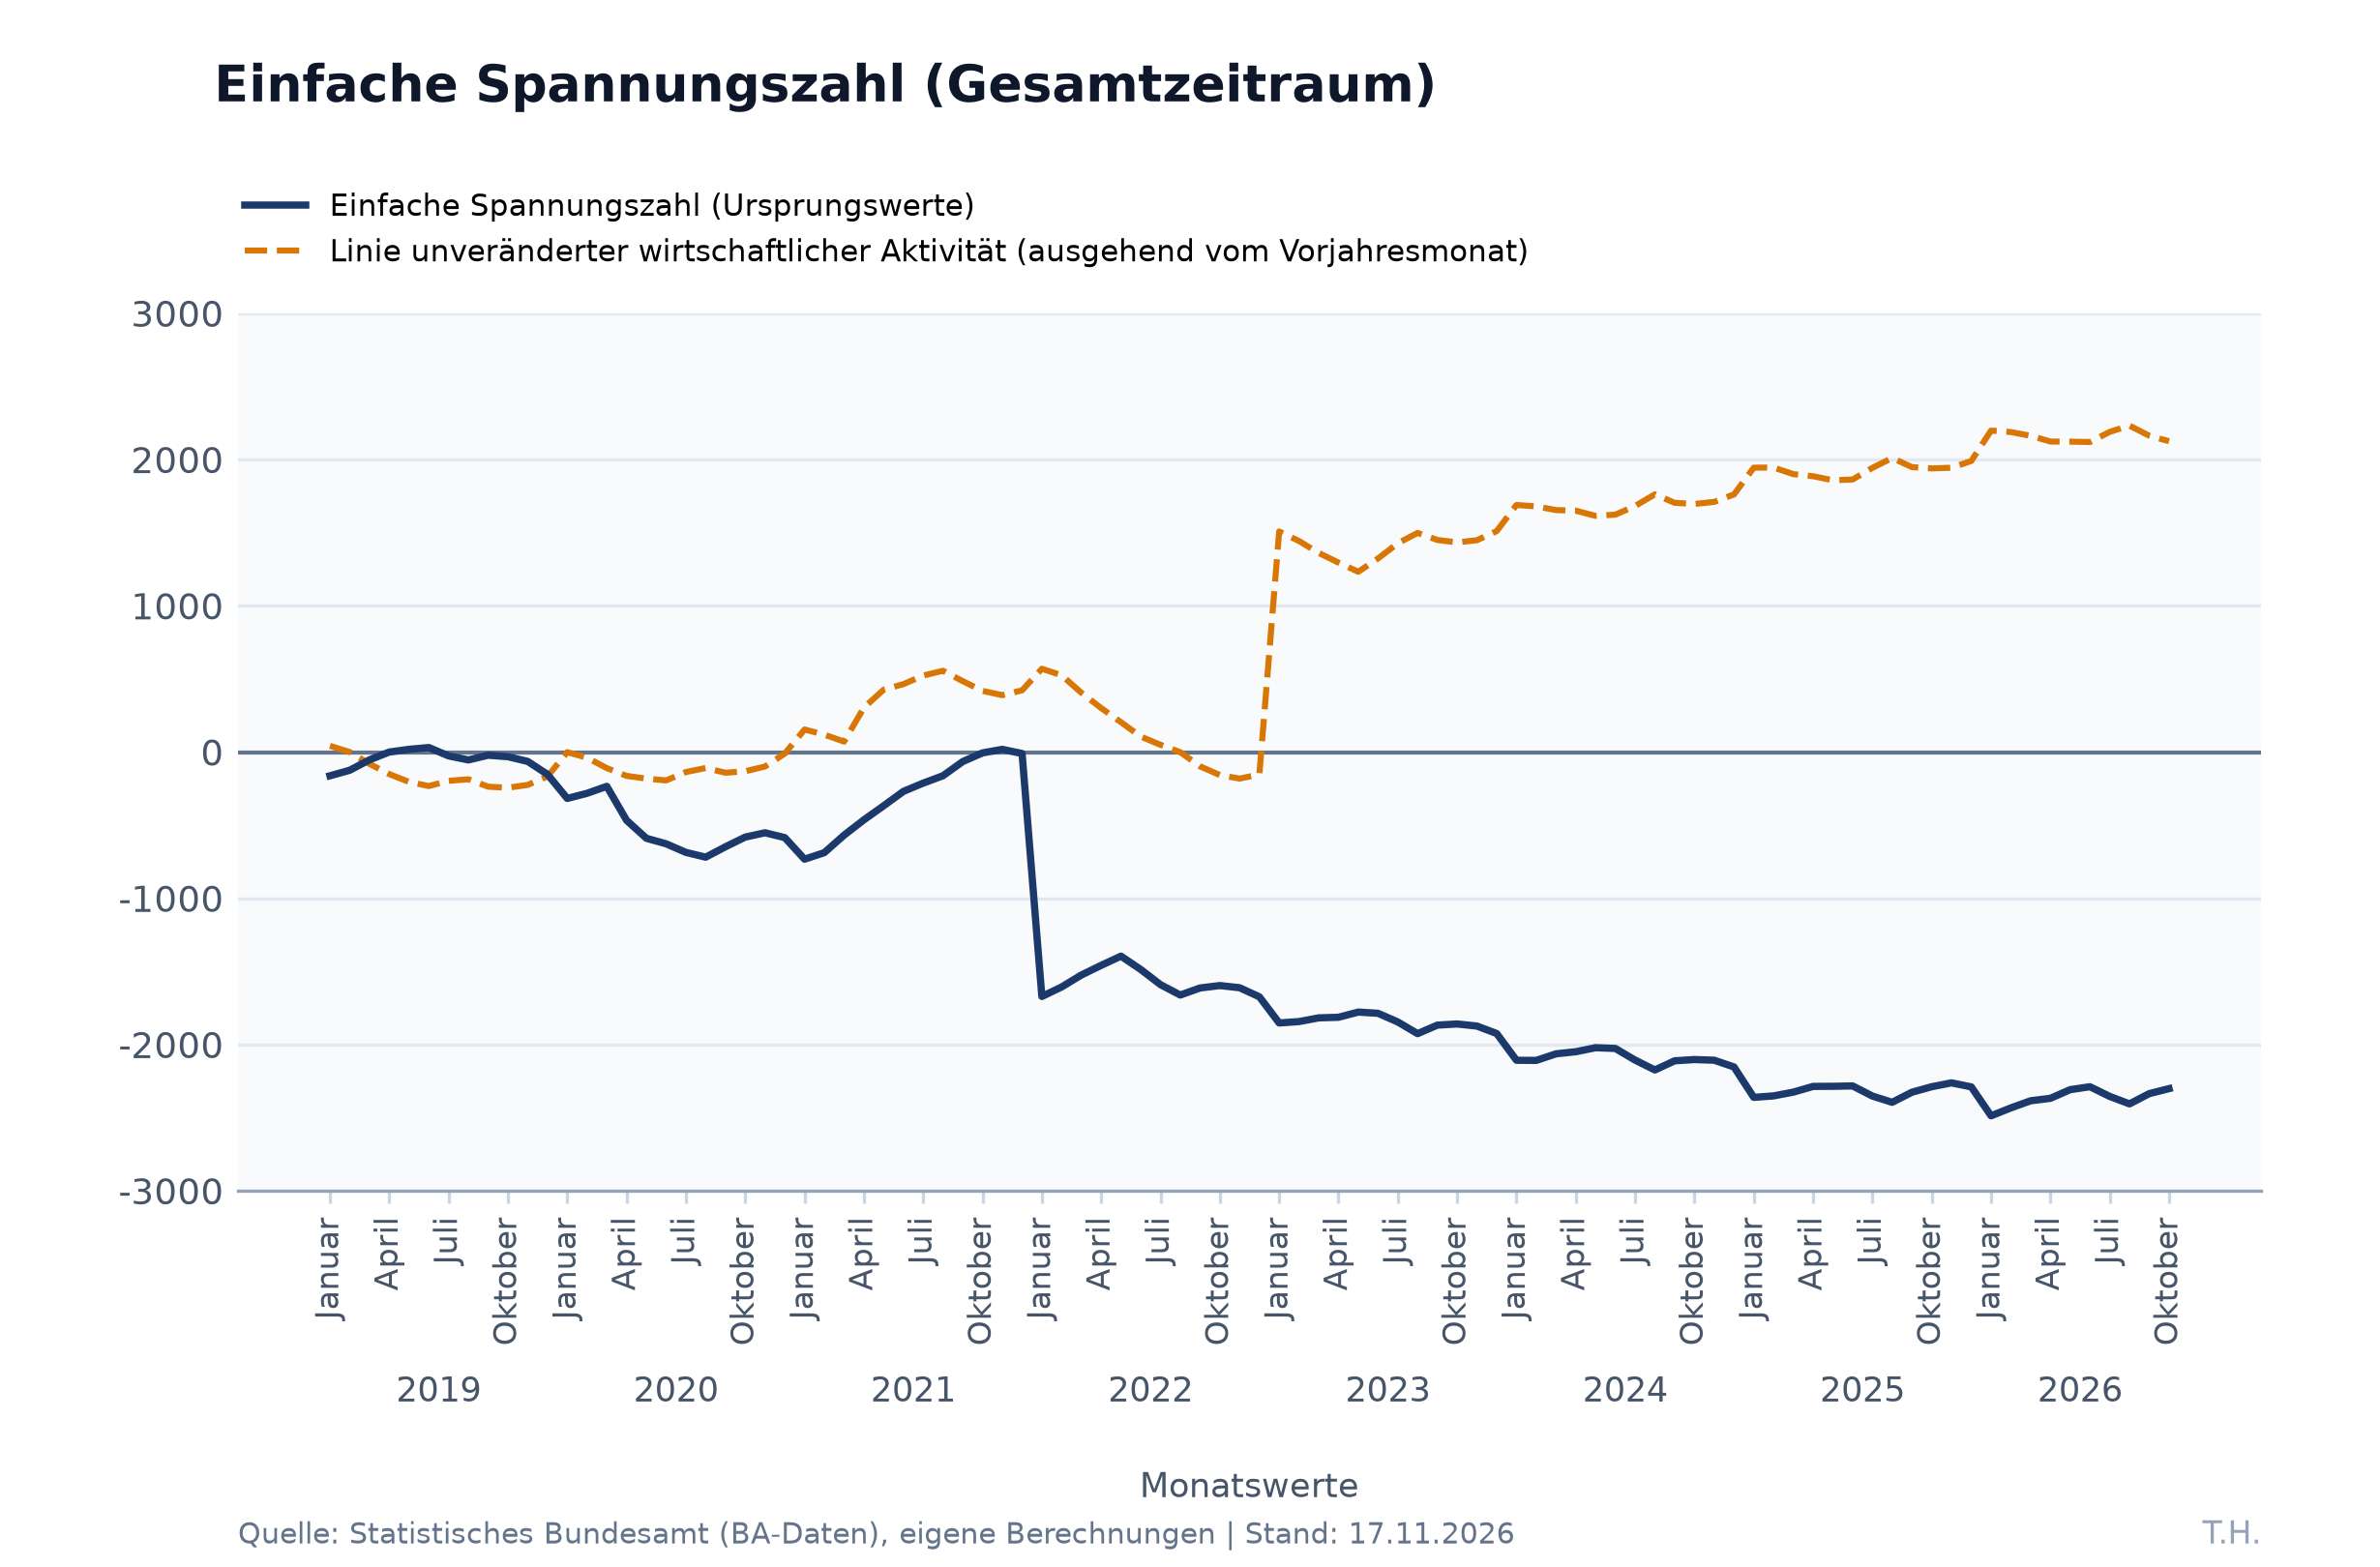 Einfache Spannungszahl (Gesamtzeitraum)
Einfache Spannungszahl (Ursprungswerte)
Linie unveränderter wirtschaftlicher Aktivität (ausgehend vom Vorjahresmonat)
3000
2000
1000
0
-1000
-2000
-3000
Januar April Juli Oktober Januar April Juli Oktober Januar April Juli Oktober Januar April Juli Oktober Januar April Juli Oktober Januar April Juli Oktober Januar April Juli Oktober Januar April Juli Oktober
2019 2020 2021 2022 2023 2024 2025 2026
Monatswerte
Quelle: Statistisches Bundesamt (BA-Daten), eigene Berechnungen | Stand: 17.11.2026
T.H.